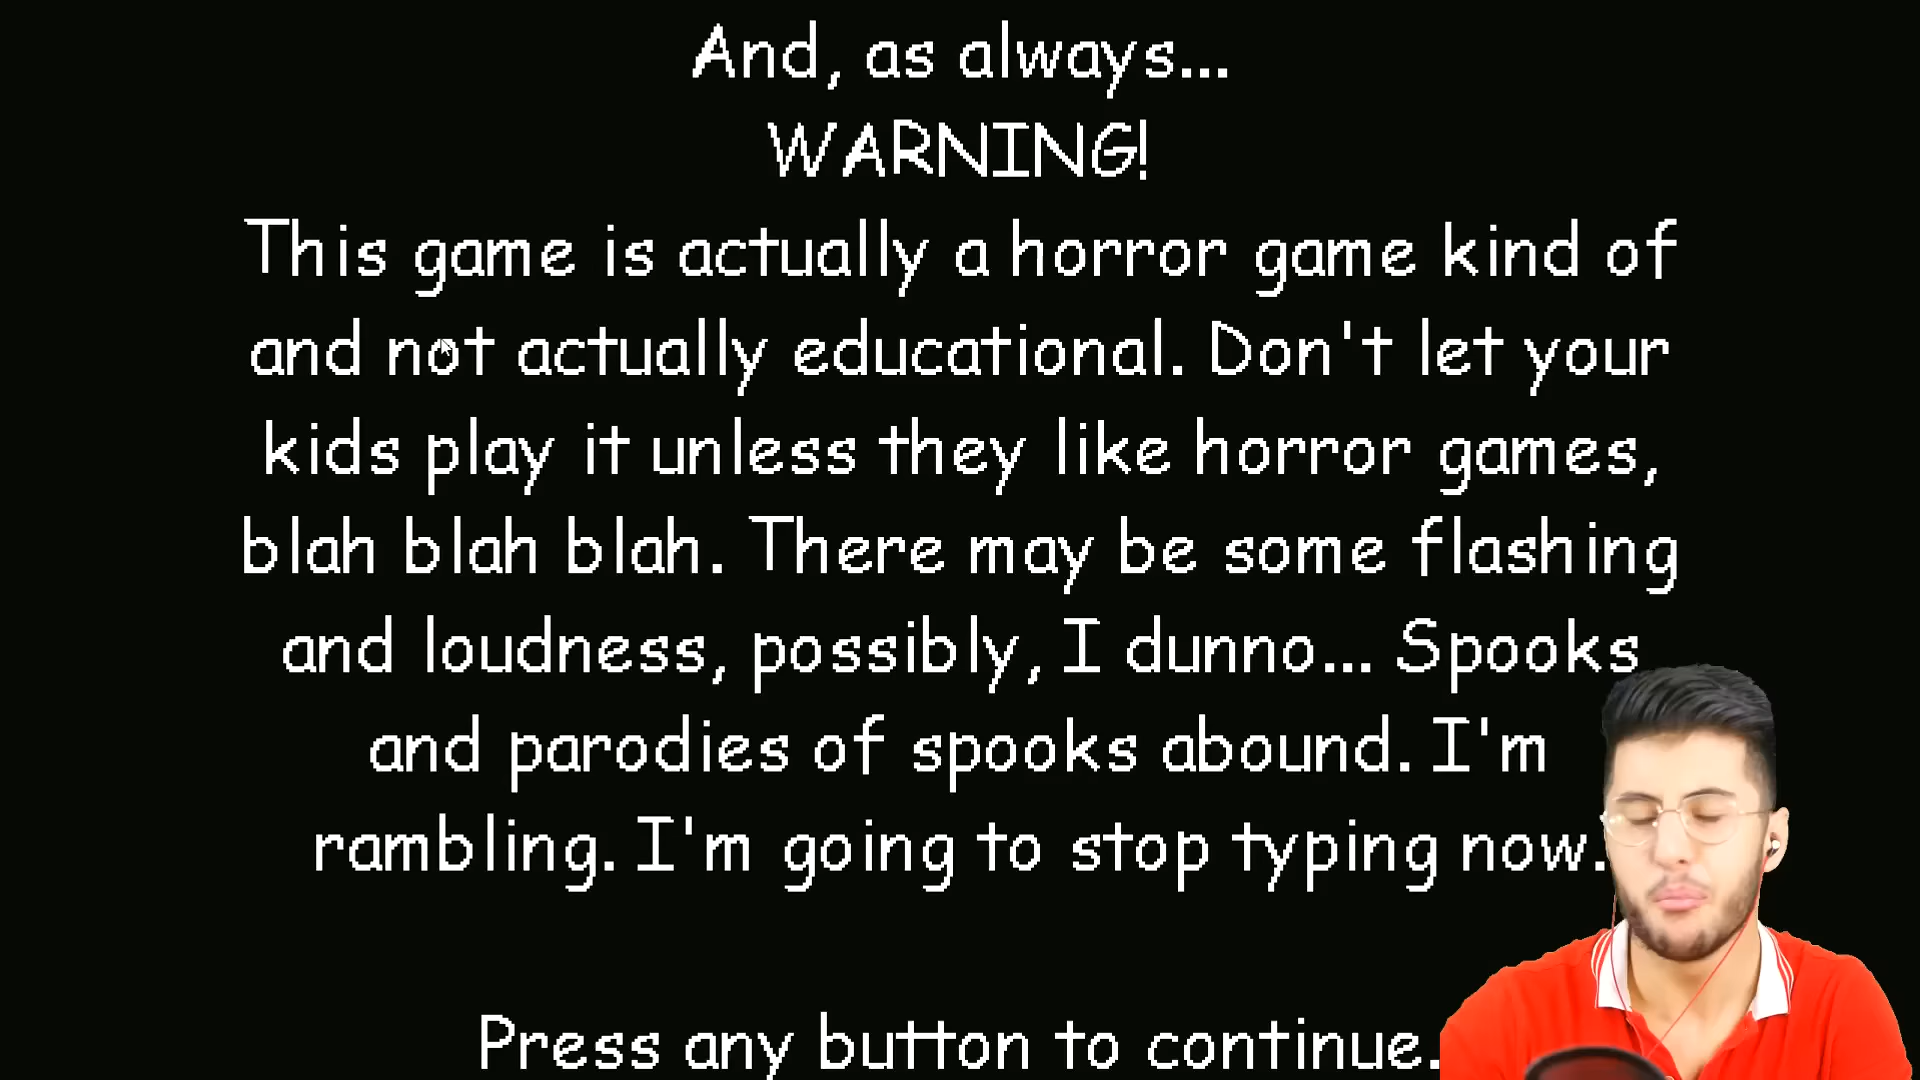 And, as always...
WARNING!
This game is actually a horror game kind of
and not actually educational. Don't let your
kids play it unless they like horror games,
blah blah blah. There may be some flashing
and loudness, possibly, I dunno... Spooks
and parodies of spooks abound. I'm
rambling. I'm going to stop typing now.
Press any button to continue.